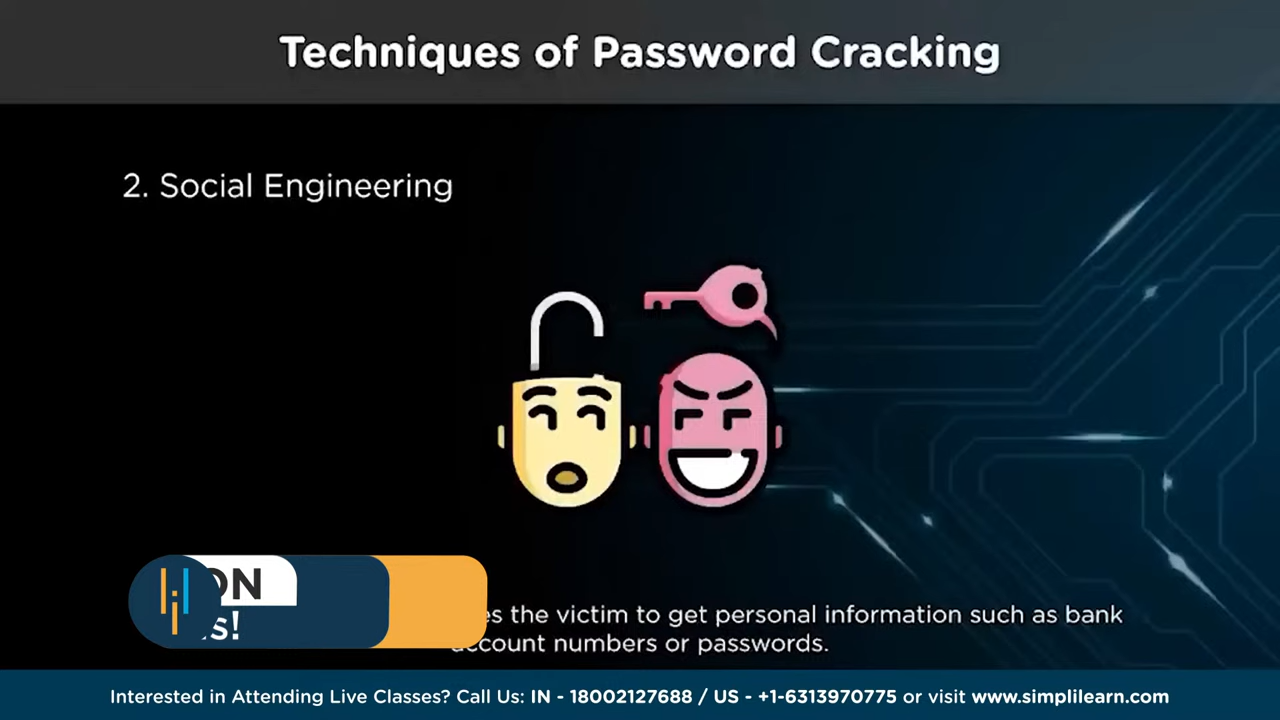 Techniques of Password Cracking
2. Social Engineering
ON
s!
the victim to get personal information such as bank
account numbers or passwords.
Interested in Attending Live Classes? Call Us: IN - 18002127688 / US - +1-6313970775 or visit www.simplilearn.com